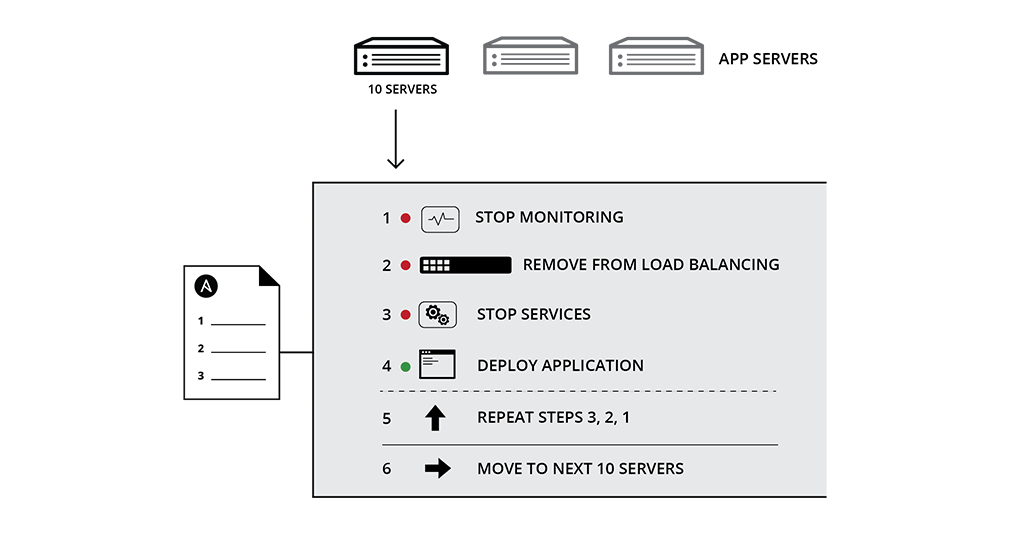 APP SERVERS
10 SERVERS
1 STOP MONITORING
2 REMOVE FROM LOAD BALANCING
3 STOP SERVICES
4 DEPLOY APPLICATION
5 REPEAT STEPS 3, 2, 1
6 MOVE TO NEXT 10 SERVERS
A
1
2
3